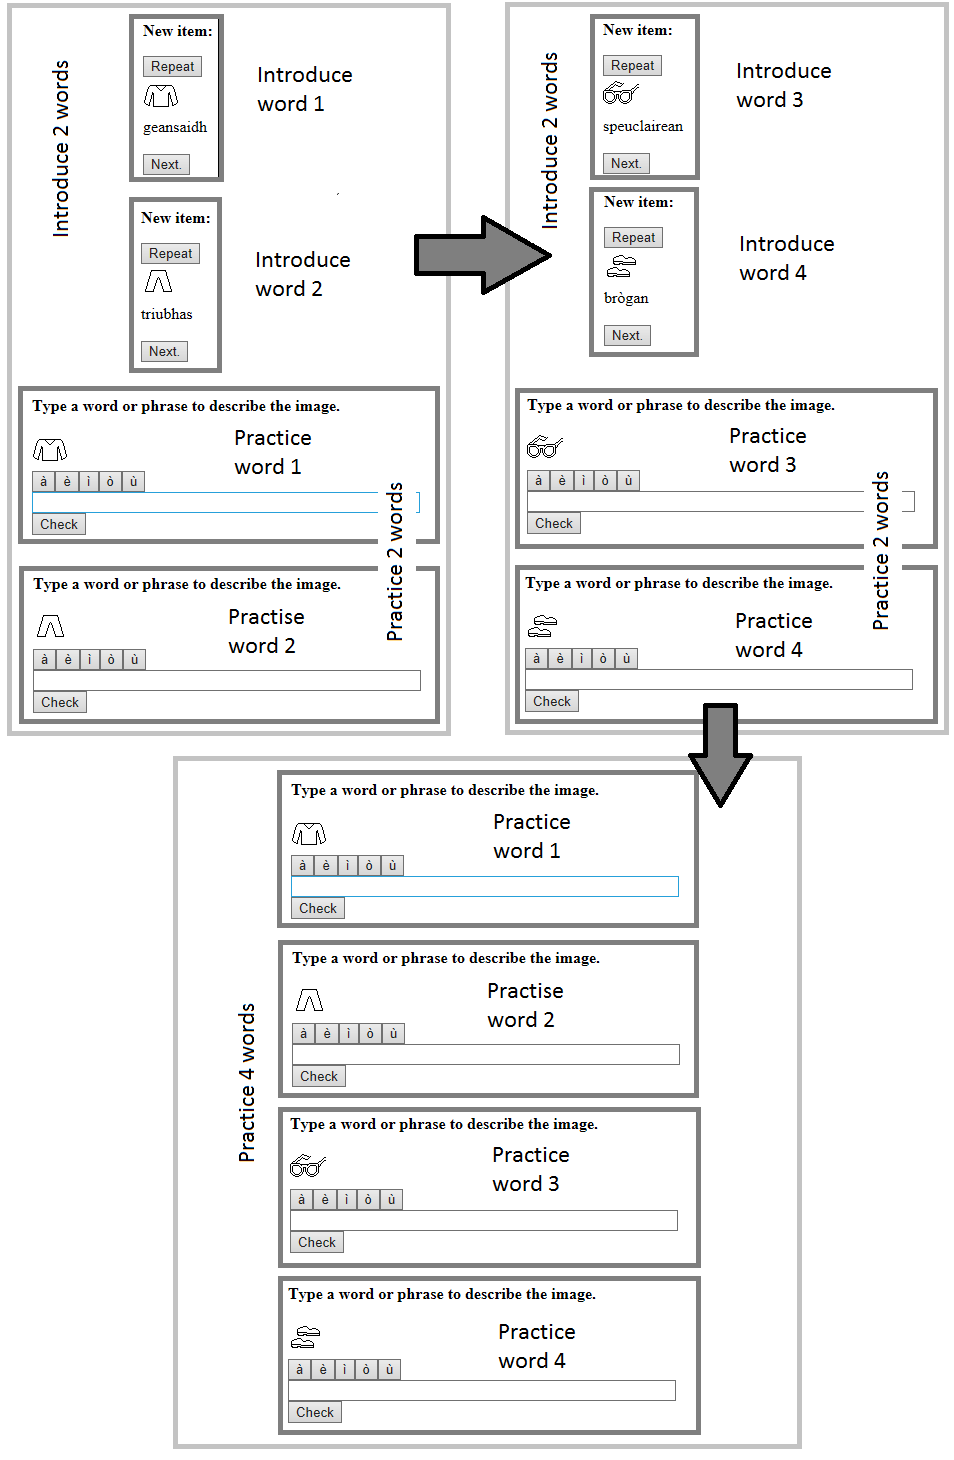 Introduce 2 words
New item:
Repeat
geansaidh
Next.
Introduce
word 1
New item:
Repeat
triubhas
Next.
Introduce
word 2
Type a word or phrase to describe the image.
Practice
word 1
à è ì ò ù
Check
Practice 2 words
Type a word or phrase to describe the image.
Practise
word 2
à è ì ò ù
Check
Introduce 2 words
New item:
Repeat
speuclairean
Next.
Introduce
word 3
New item:
Repeat
brògan
Next.
Introduce
word 4
Type a word or phrase to describe the image.
Practice
word 3
à è ì ò ù
Check
Practice 2 words
Type a word or phrase to describe the image.
Practice
word 4
à è ì ò ù
Check
Practice 4 words
Type a word or phrase to describe the image.
Practice
word 1
à è ì ò ù
Check
Type a word or phrase to describe the image.
Practise
word 2
à è ì ò ù
Check
Type a word or phrase to describe the image.
Practice
word 3
à è ì ò ù
Check
Type a word or phrase to describe the image.
Practice
word 4
à è ì ò ù
Check